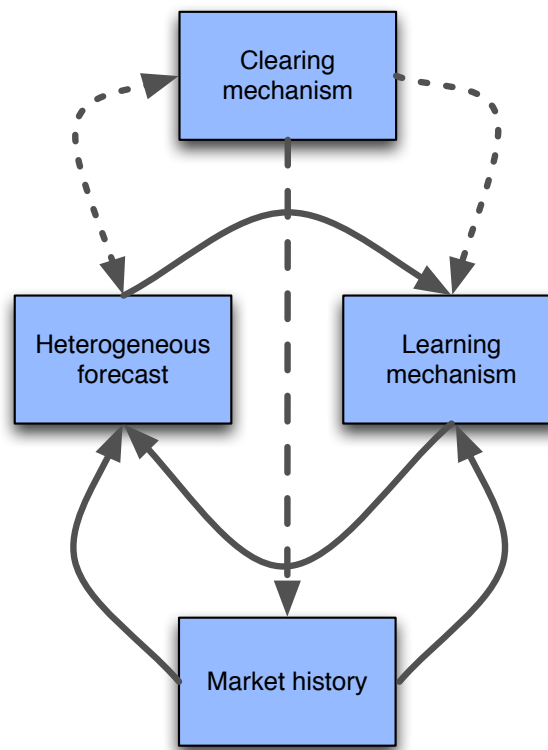 Clearing
mechanism
Heterogeneous
forecast
Learning
mechanism
Market history